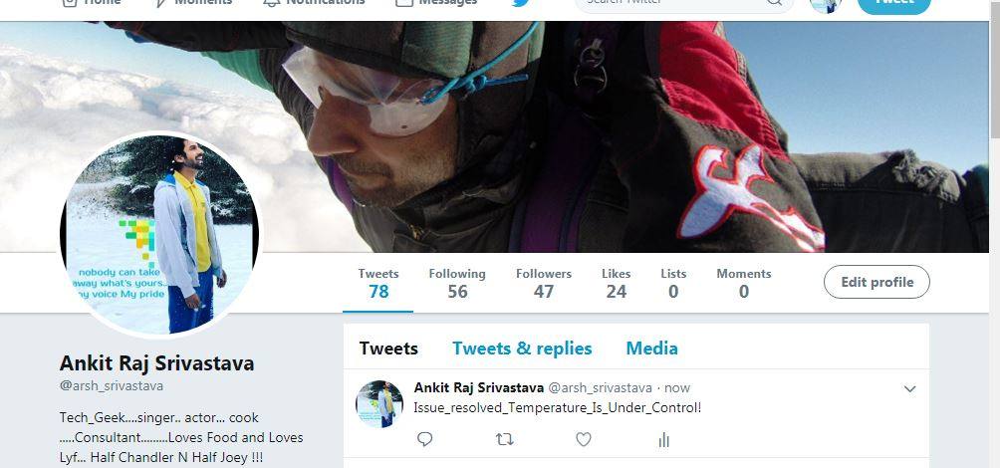 Home Moments Notifications Messages Search Twitter Tweet
nobody can take
away what's yours..
my voice My pride
Tweets Following Followers Likes Lists Moments
78 56 47 24 0 0
Edit profile
Ankit Raj Srivastava
@arsh_srivastava
Tech_Geek....singer.. actor... cook
.....Consultant.........Loves Food and Loves
Lyf... Half Chandler N Half Joey !!!
Tweets Tweets & replies Media
Ankit Raj Srivastava @arsh_srivastava · now
Issue_resolved_Temperature_Is_Under_Control!